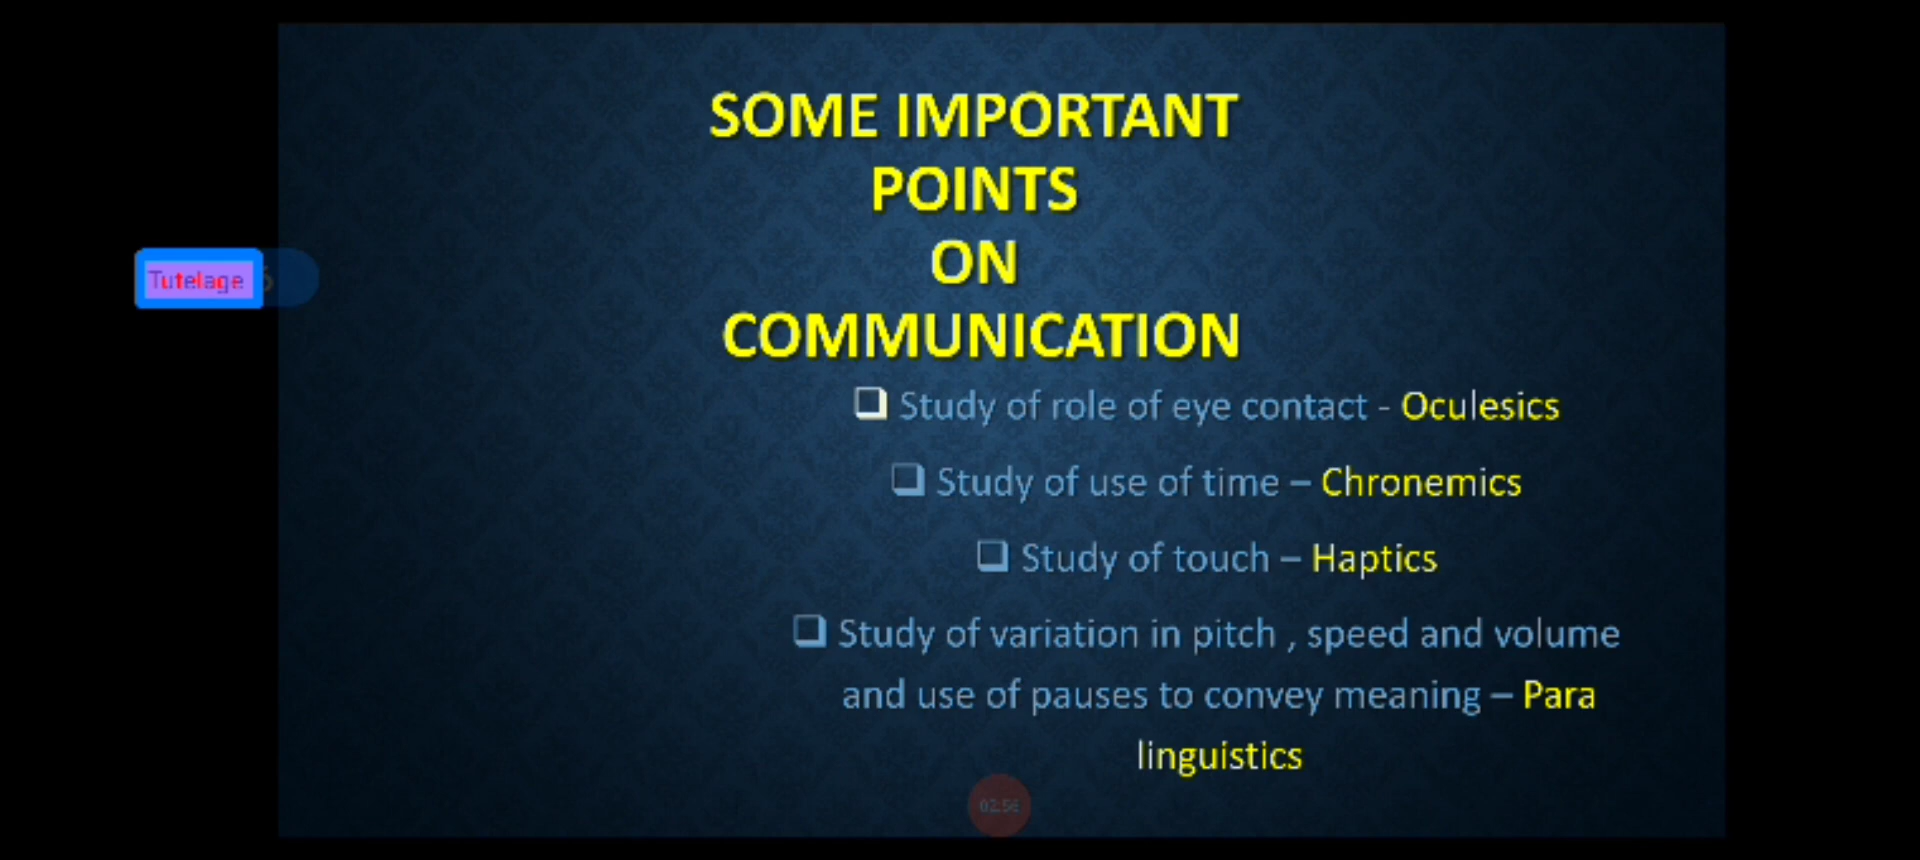 SOME IMPORTANT
POINTS
ON
COMMUNICATION
Tutelage
Study of role of eye contact - Oculesics
Study of use of time – Chronemics
Study of touch – Haptics
Study of variation in pitch , speed and volume
and use of pauses to convey meaning – Para
linguistics
02:56